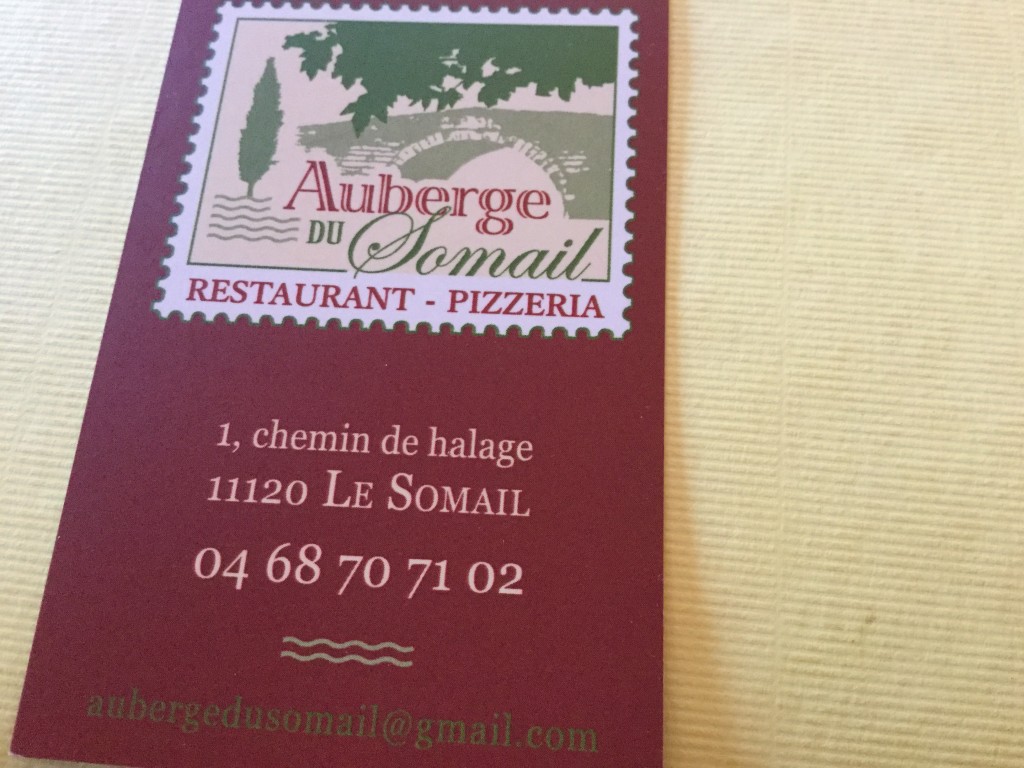 Auberge
DU Somail
RESTAURANT - PIZZERIA
1, chemin de halage
11120 LE SOMAIL
04 68 70 71 02
aubergedusomail@gmail.com